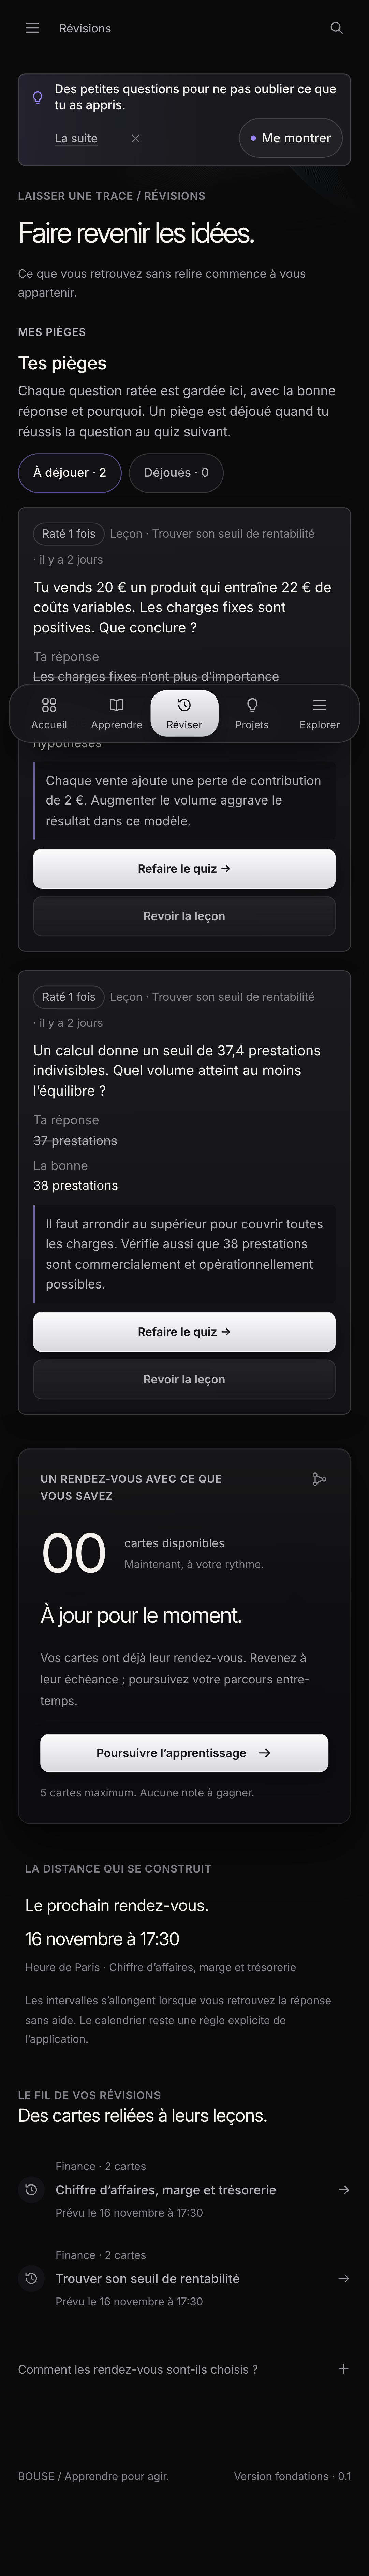 Révisions
Des petites questions pour ne pas oublier ce que
tu as appris.
La suite
Me montrer
LAISSER UNE TRACE / RÉVISIONS
Faire revenir les idées.
Ce que vous retrouvez sans relire commence à vous
appartenir.
MES PIÈGES
Tes pièges
Chaque question ratée est gardée ici, avec la bonne
réponse et pourquoi. Un piège est déjoué quand tu
réussis la question au quiz suivant.
À déjouer · 2
Déjoués · 0
Raté 1 fois Leçon · Trouver son seuil de rentabilité
· il y a 2 jours
Tu vends 20 € un produit qui entraîne 22 € de
coûts variables. Les charges fixes sont
positives. Que conclure ?
Ta réponse
Les charges fixes n’ont plus d’importance
Accueil
Apprendre
Réviser
Projets
Explorer
hypothèses
Chaque vente ajoute une perte de contribution
de 2 €. Augmenter le volume aggrave le
résultat dans ce modèle.
Refaire le quiz →
Revoir la leçon
Raté 1 fois Leçon · Trouver son seuil de rentabilité
· il y a 2 jours
Un calcul donne un seuil de 37,4 prestations
indivisibles. Quel volume atteint au moins
l’équilibre ?
Ta réponse
37 prestations
La bonne
38 prestations
Il faut arrondir au supérieur pour couvrir toutes
les charges. Vérifie aussi que 38 prestations
sont commercialement et opérationnellement
possibles.
Refaire le quiz →
Revoir la leçon
UN RENDEZ-VOUS AVEC CE QUE
VOUS SAVEZ
00
cartes disponibles
Maintenant, à votre rythme.
À jour pour le moment.
Vos cartes ont déjà leur rendez-vous. Revenez à
leur échéance ; poursuivez votre parcours entre-
temps.
Poursuivre l’apprentissage →
5 cartes maximum. Aucune note à gagner.
LA DISTANCE QUI SE CONSTRUIT
Le prochain rendez-vous.
16 novembre à 17:30
Heure de Paris · Chiffre d’affaires, marge et trésorerie
Les intervalles s’allongent lorsque vous retrouvez la réponse
sans aide. Le calendrier reste une règle explicite de
l’application.
LE FIL DE VOS RÉVISIONS
Des cartes reliées à leurs leçons.
Finance · 2 cartes
Chiffre d’affaires, marge et trésorerie
Prévu le 16 novembre à 17:30
Finance · 2 cartes
Trouver son seuil de rentabilité
Prévu le 16 novembre à 17:30
Comment les rendez-vous sont-ils choisis ?
BOUSE / Apprendre pour agir.
Version fondations · 0.1